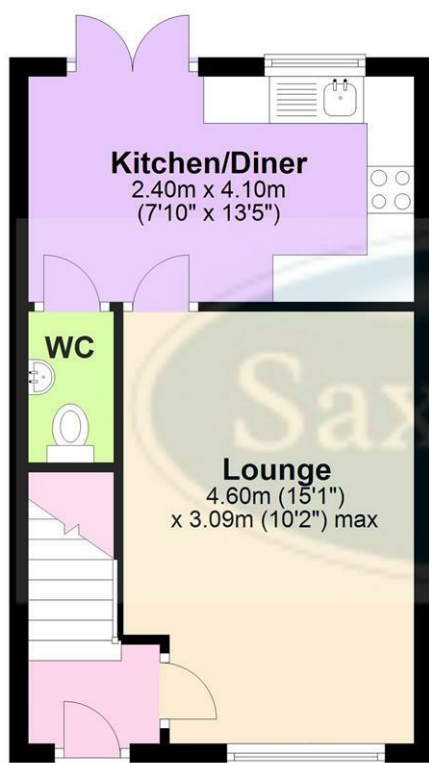 Kitchen/Diner
2.40m x 4.10m
(7'10" x 13'5")
WC
Sax
Lounge
4.60m (15'1")
x 3.09m (10'2") max